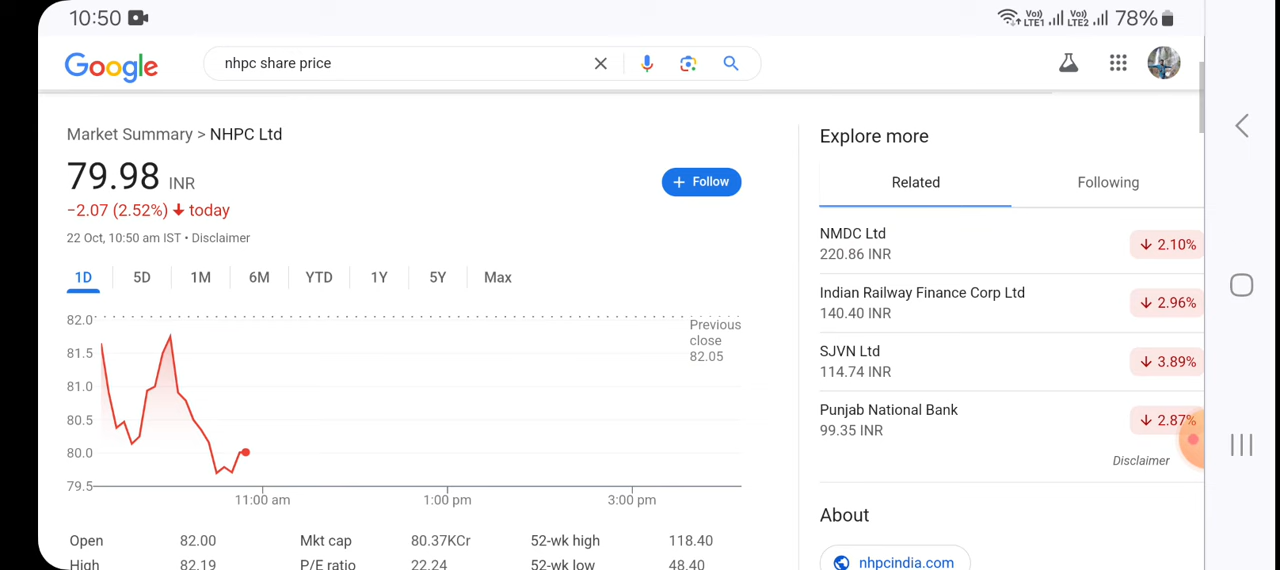 10:50
Vo)) LTE1 Vo)) LTE2 78%
Google
nhpc share price
Market Summary > NHPC Ltd
79.98 INR
+ Follow
−2.07 (2.52%) ↓ today
22 Oct, 10:50 am IST • Disclaimer
1D 5D 1M 6M YTD 1Y 5Y Max
82.0
81.5
81.0
80.5
80.0
79.5
Previous
close
82.05
11:00 am 1:00 pm 3:00 pm
Open 82.00 Mkt cap 80.37KCr 52-wk high 118.40
High 82.19 P/E ratio 22.24 52-wk low 48.40
Explore more
Related Following
NMDC Ltd
220.86 INR
↓ 2.10%
Indian Railway Finance Corp Ltd
140.40 INR
↓ 2.96%
SJVN Ltd
114.74 INR
↓ 3.89%
Punjab National Bank
99.35 INR
↓ 2.87%
Disclaimer
About
nhpcindia.com